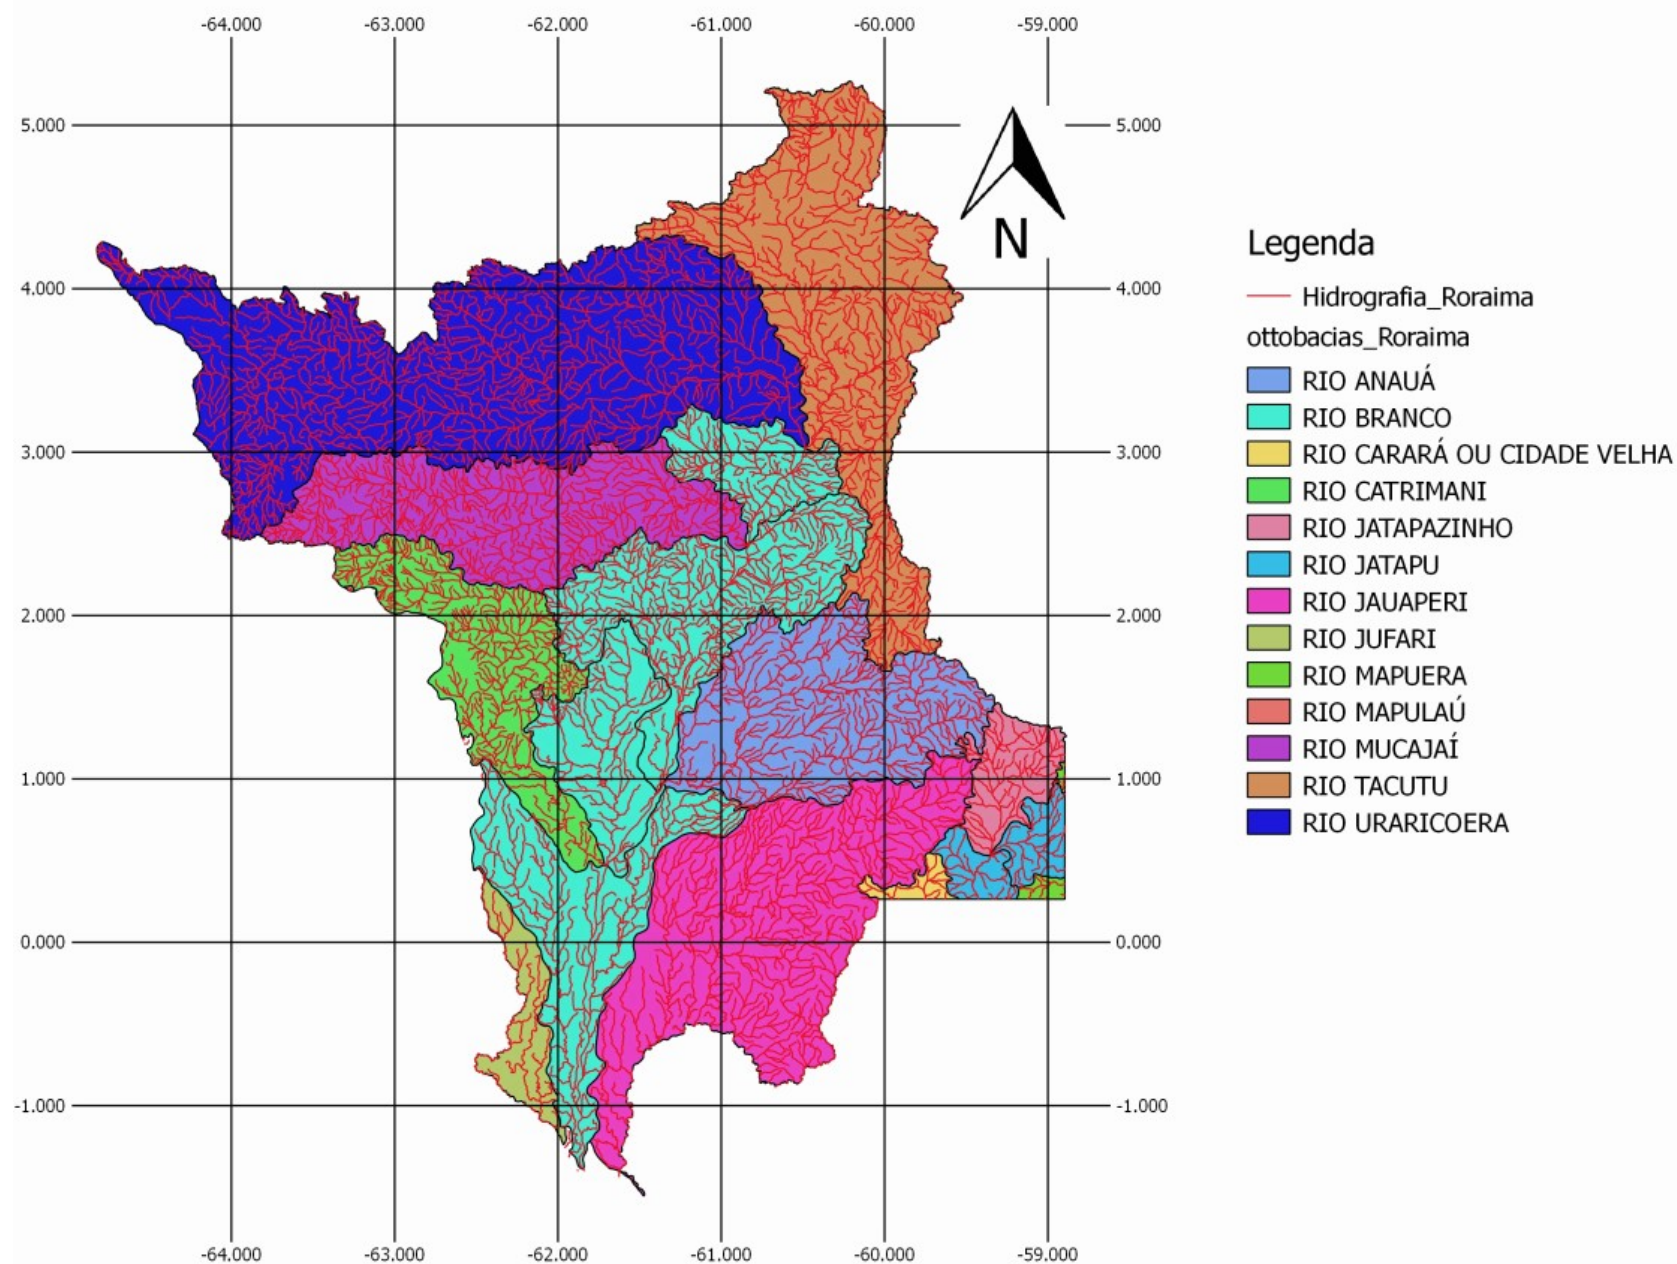 -64.000 -63.000 -62.000 -61.000 -60.000 -59.000
5.000 5.000
N
4.000 4.000
3.000 3.000
2.000 2.000
1.000 1.000
0.000 0.000
-1.000 -1.000
-64.000 -63.000 -62.000 -61.000 -60.000 -59.000
Legenda
Hidrografia_Roraima
ottobacias_Roraima
RIO ANAUÁ
RIO BRANCO
RIO CARARÁ OU CIDADE VELHA
RIO CATRIMANI
RIO JATAPAZINHO
RIO JATAPU
RIO JAUAPERI
RIO JUFARI
RIO MAPUERA
RIO MAPULAÚ
RIO MUCAJAÍ
RIO TACUTU
RIO URARICOERA